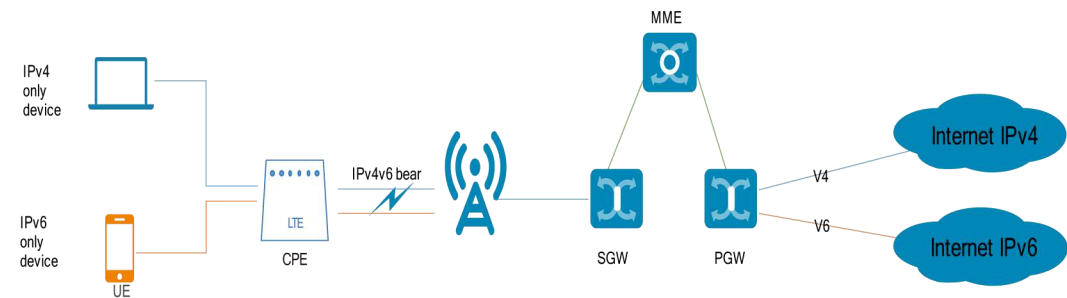 MME
IPv4
only
device
Internet IPv4
IPv4v6 bear
V4
LTE
IPv6
only
device
V6
Internet IPv6
CPE
SGW
PGW
UE